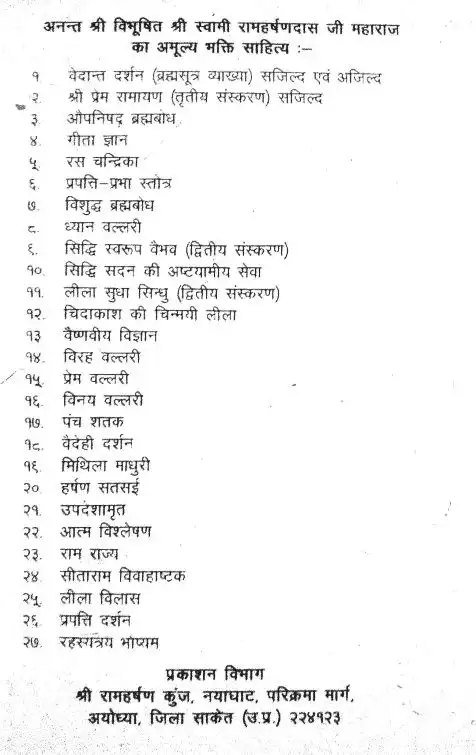 अनन्त श्री विभूषित श्री स्वामी रामहर्षणदास जी महाराज
का अमूल्य भक्ति साहित्य :–
१. वेदान्त दर्शन (ब्रह्मसूत्र व्याख्या) सजिल्द एवं अजिल्द
२. श्री प्रेम रामायण (तृतीय संस्करण) सजिल्द
३. औपनिषद् ब्रह्मबोध
४. गीता ज्ञान
५. रस चन्द्रिका
६. प्रपत्ति–प्रभा स्तोत्र
७. विशुद्ध ब्रह्मबोध
८. ध्यान वल्लरी
९. सिद्धि स्वरूप वैभव (द्वितीय संस्करण)
१०. सिद्धि सदन की अष्टयामीय सेवा
११. लीला सुधा सिन्धु (द्वितीय संस्करण)
१२. चिदाकाश की चिन्मयी लीला
१३ वैष्णवीय विज्ञान
१४. विरह वल्लरी
१५. प्रेम वल्लरी
१६. विनय वल्लरी
१७. पंच शतक
१८. वैदेही दर्शन
१९. मिथिला माधुरी
२०. हर्षण सतसई
२१. उपदेशामृत
२२. आत्म विश्लेषण
२३. राम राज्य
२४. सीताराम विवाहाष्टक
२५. लीला विलास
२६. प्रपत्ति दर्शन
२७. रहस्यत्रय भाष्यम
प्रकाशन विभाग
श्री रामहर्षण कुंज, नयाघाट, परिक्रमा मार्ग,
अयोध्या, जिला साकेत (उ.प्र.) २२४१२३